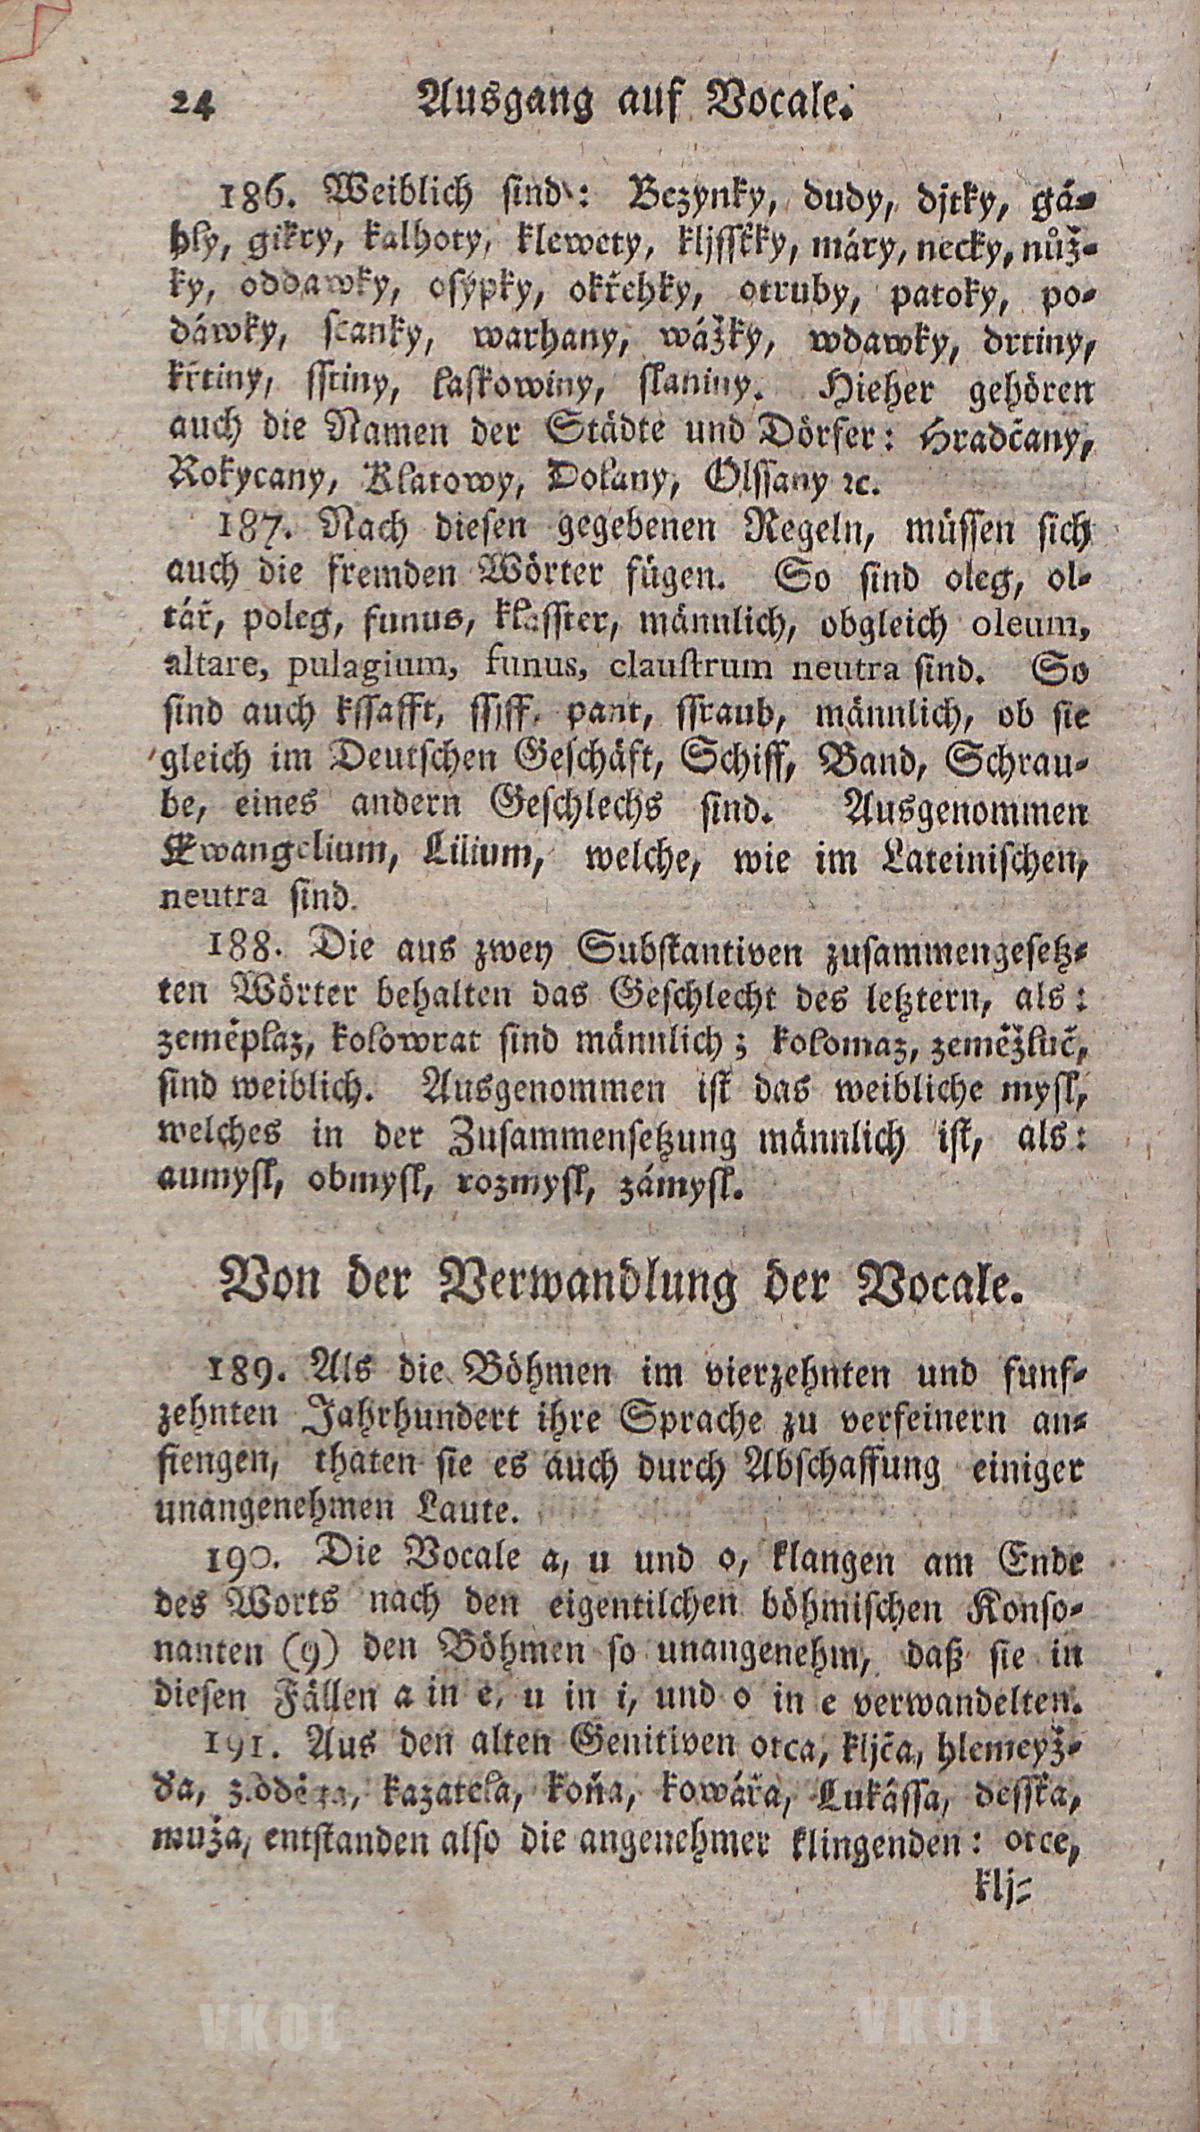 24 Ausgang auf Vocale.
186. Weiblich sind: Bezynky, dudy, djtky, gá-
hly, gikry, kalhoty, klewety, kljsstky, máry, necky, nůž-
ky, oddawky, osypky, okřehky, otruby, patoky, po-
dáwky, scanky, warhany, wážky, wdawky, drtiny,
křtiny, sstiny, laskowiny, slaniny. Hieher gehören
auch die Namen der Städte und Dörfer: Hradčany,
Rokycany, Klatowy, Dolany, Olssany ꝛc.
187. Nach diesen gegebenen Regeln, müssen sich
auch die fremden Wörter fügen. So sind oleg, ol-
tář, poleg, funus, klasster, männlich, obgleich oleum,
altare, pulagium, funus, claustrum neutra sind. So
sind auch kssafft, ssjff, pant, ssraub, männlich, ob sie
gleich im Deutschen Geschäft, Schiff, Band, Schrau-
be, eines andern Geschlechs sind. Ausgenommen
Ewangelium, Lilium, welche, wie im Lateinischen,
neutra sind.
188. Die aus zwey Substantiven zusammengesetz-
ten Wörter behalten das Geschlecht des letztern, als:
zeměplaz, kolowrat sind männlich; kolomaz, zeměžluč,
sind weiblich. Ausgenommen ist das weibliche mysl,
welches in der Zusammensetzung männlich ist, als:
aumysl, obmysl, rozmysl, zámysl.
Von der Verwandlung der Vocale.
189. Als die Böhmen im vierzehnten und funf-
zehnten Jahrhundert ihre Sprache zu verfeinern an-
fiengen, thaten sie es auch durch Abschaffung einiger
unangenehmen Laute.
190. Die Vocale a, u und o, klangen am Ende
des Worts nach den eigentilchen böhmischen Konso-
nanten (9) den Böhmen so unangenehm, daß sie in
diesen Fällen a in e, u in i, und o in e verwandelten.
191. Aus den alten Genitiven otca, kljča, hlemeyž-
ďa, kazatela, koňa, kowářa, Lukássa, dessťa,
muža, entstanden also die angenehmer klingenden: otce,
klj-
VKOL VKOL